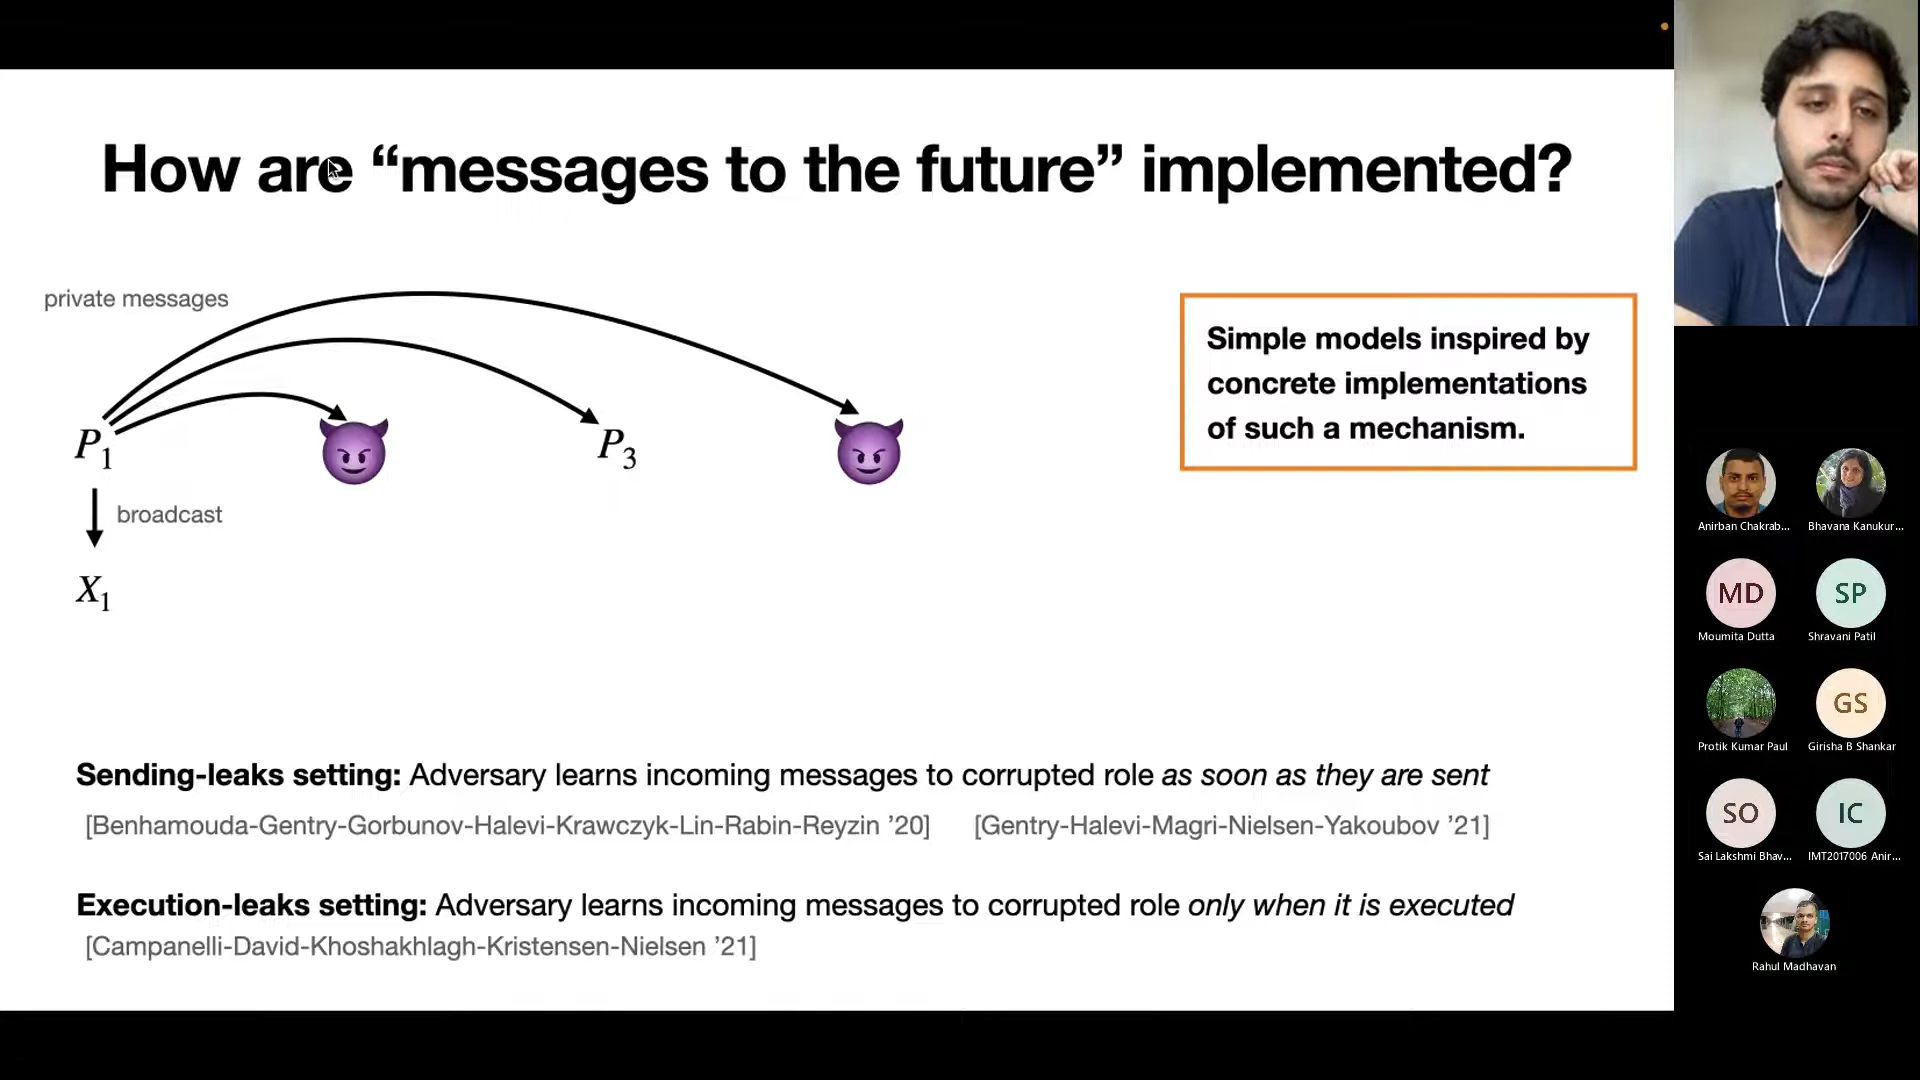 How are “messages to the future” implemented?
private messages
Simple models inspired by
concrete implementations
of such a mechanism.
P1
P3
broadcast
X1
Sending-leaks setting: Adversary learns incoming messages to corrupted role as soon as they are sent
[Benhamouda-Gentry-Gorbunov-Halevi-Krawczyk-Lin-Rabin-Reyzin ’20] [Gentry-Halevi-Magri-Nielsen-Yakoubov ’21]
Execution-leaks setting: Adversary learns incoming messages to corrupted role only when it is executed
[Campanelli-David-Khoshakhlagh-Kristensen-Nielsen ’21]
Anirban Chakrab...
Bhavana Kanukur...
MD
SP
Moumita Dutta
Shravani Patil
GS
Protik Kumar Paul
Girisha B Shankar
SO
IC
Sai Lakshmi Bhav...
IMT2017006 Anir...
Rahul Madhavan